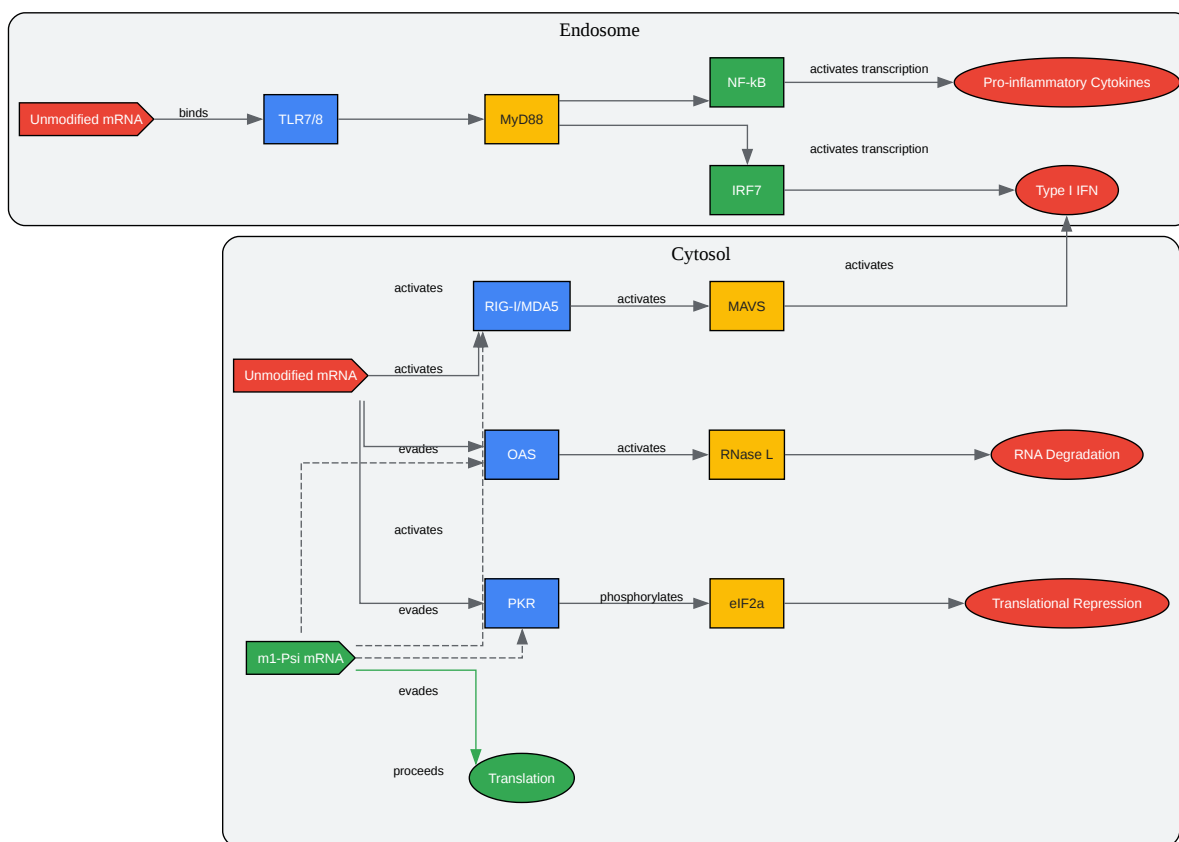 Endosome
NF-kB
activates transcription
Pro-inflammatory Cytokines
Unmodified mRNA
binds
TLR7/8
MyD88
activates transcription
IRF7
Type I IFN
Cytosol
activates
activates
RIG-I/MDA5
activates
MAVS
Unmodified mRNA
activates
evades
OAS
activates
RNase L
RNA Degradation
activates
evades
PKR
phosphorylates
eIF2a
Translational Repression
m1-Psi mRNA
evades
proceeds
Translation